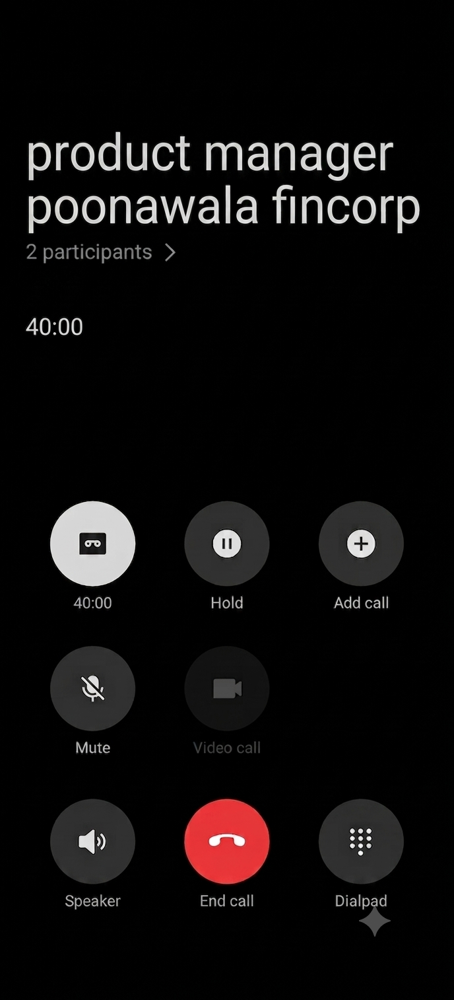 product manager
poonawala fincorp
2 participants
40:00
40:00
Hold
Add call
Mute
Video call
Speaker
End call
Dialpad